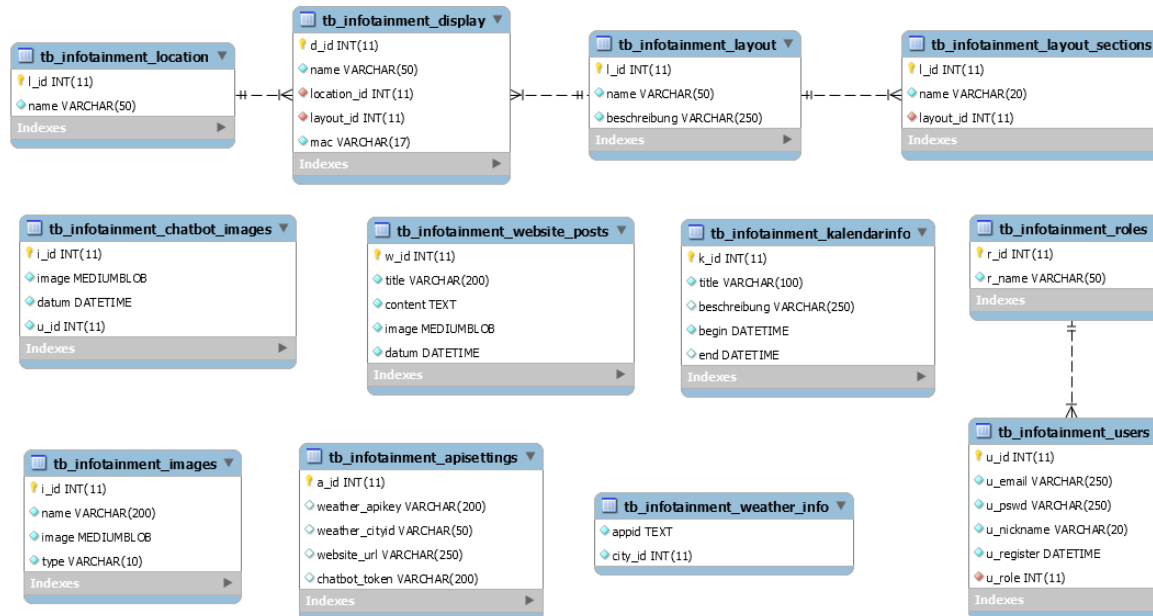 tb_infotainment_location
l_id INT(11)
name VARCHAR(50)
Indexes
tb_infotainment_display
d_id INT(11)
name VARCHAR(50)
location_id INT(11)
layout_id INT(11)
mac VARCHAR(17)
Indexes
tb_infotainment_layout
l_id INT(11)
name VARCHAR(50)
beschreibung VARCHAR(250)
Indexes
tb_infotainment_layout_sections
l_id INT(11)
name VARCHAR(20)
layout_id INT(11)
Indexes
tb_infotainment_chatbot_images
i_id INT(11)
image MEDIUMBLOB
datum DATETIME
u_id INT(11)
Indexes
tb_infotainment_website_posts
w_id INT(11)
title VARCHAR(200)
content TEXT
image MEDIUMBLOB
datum DATETIME
Indexes
tb_infotainment_kalendarinfo
k_id INT(11)
title VARCHAR(100)
beschreibung VARCHAR(250)
begin DATETIME
end DATETIME
Indexes
tb_infotainment_roles
r_id INT(11)
r_name VARCHAR(50)
Indexes
tb_infotainment_images
i_id INT(11)
name VARCHAR(200)
image MEDIUMBLOB
type VARCHAR(10)
Indexes
tb_infotainment_apisettings
a_id INT(11)
weather_apikey VARCHAR(200)
weather_cityid VARCHAR(50)
website_url VARCHAR(250)
chatbot_token VARCHAR(200)
Indexes
tb_infotainment_weather_info
appid TEXT
city_id INT(11)
tb_infotainment_users
u_id INT(11)
u_email VARCHAR(250)
u_pswd VARCHAR(250)
u_nickname VARCHAR(20)
u_register DATETIME
u_role INT(11)
Indexes